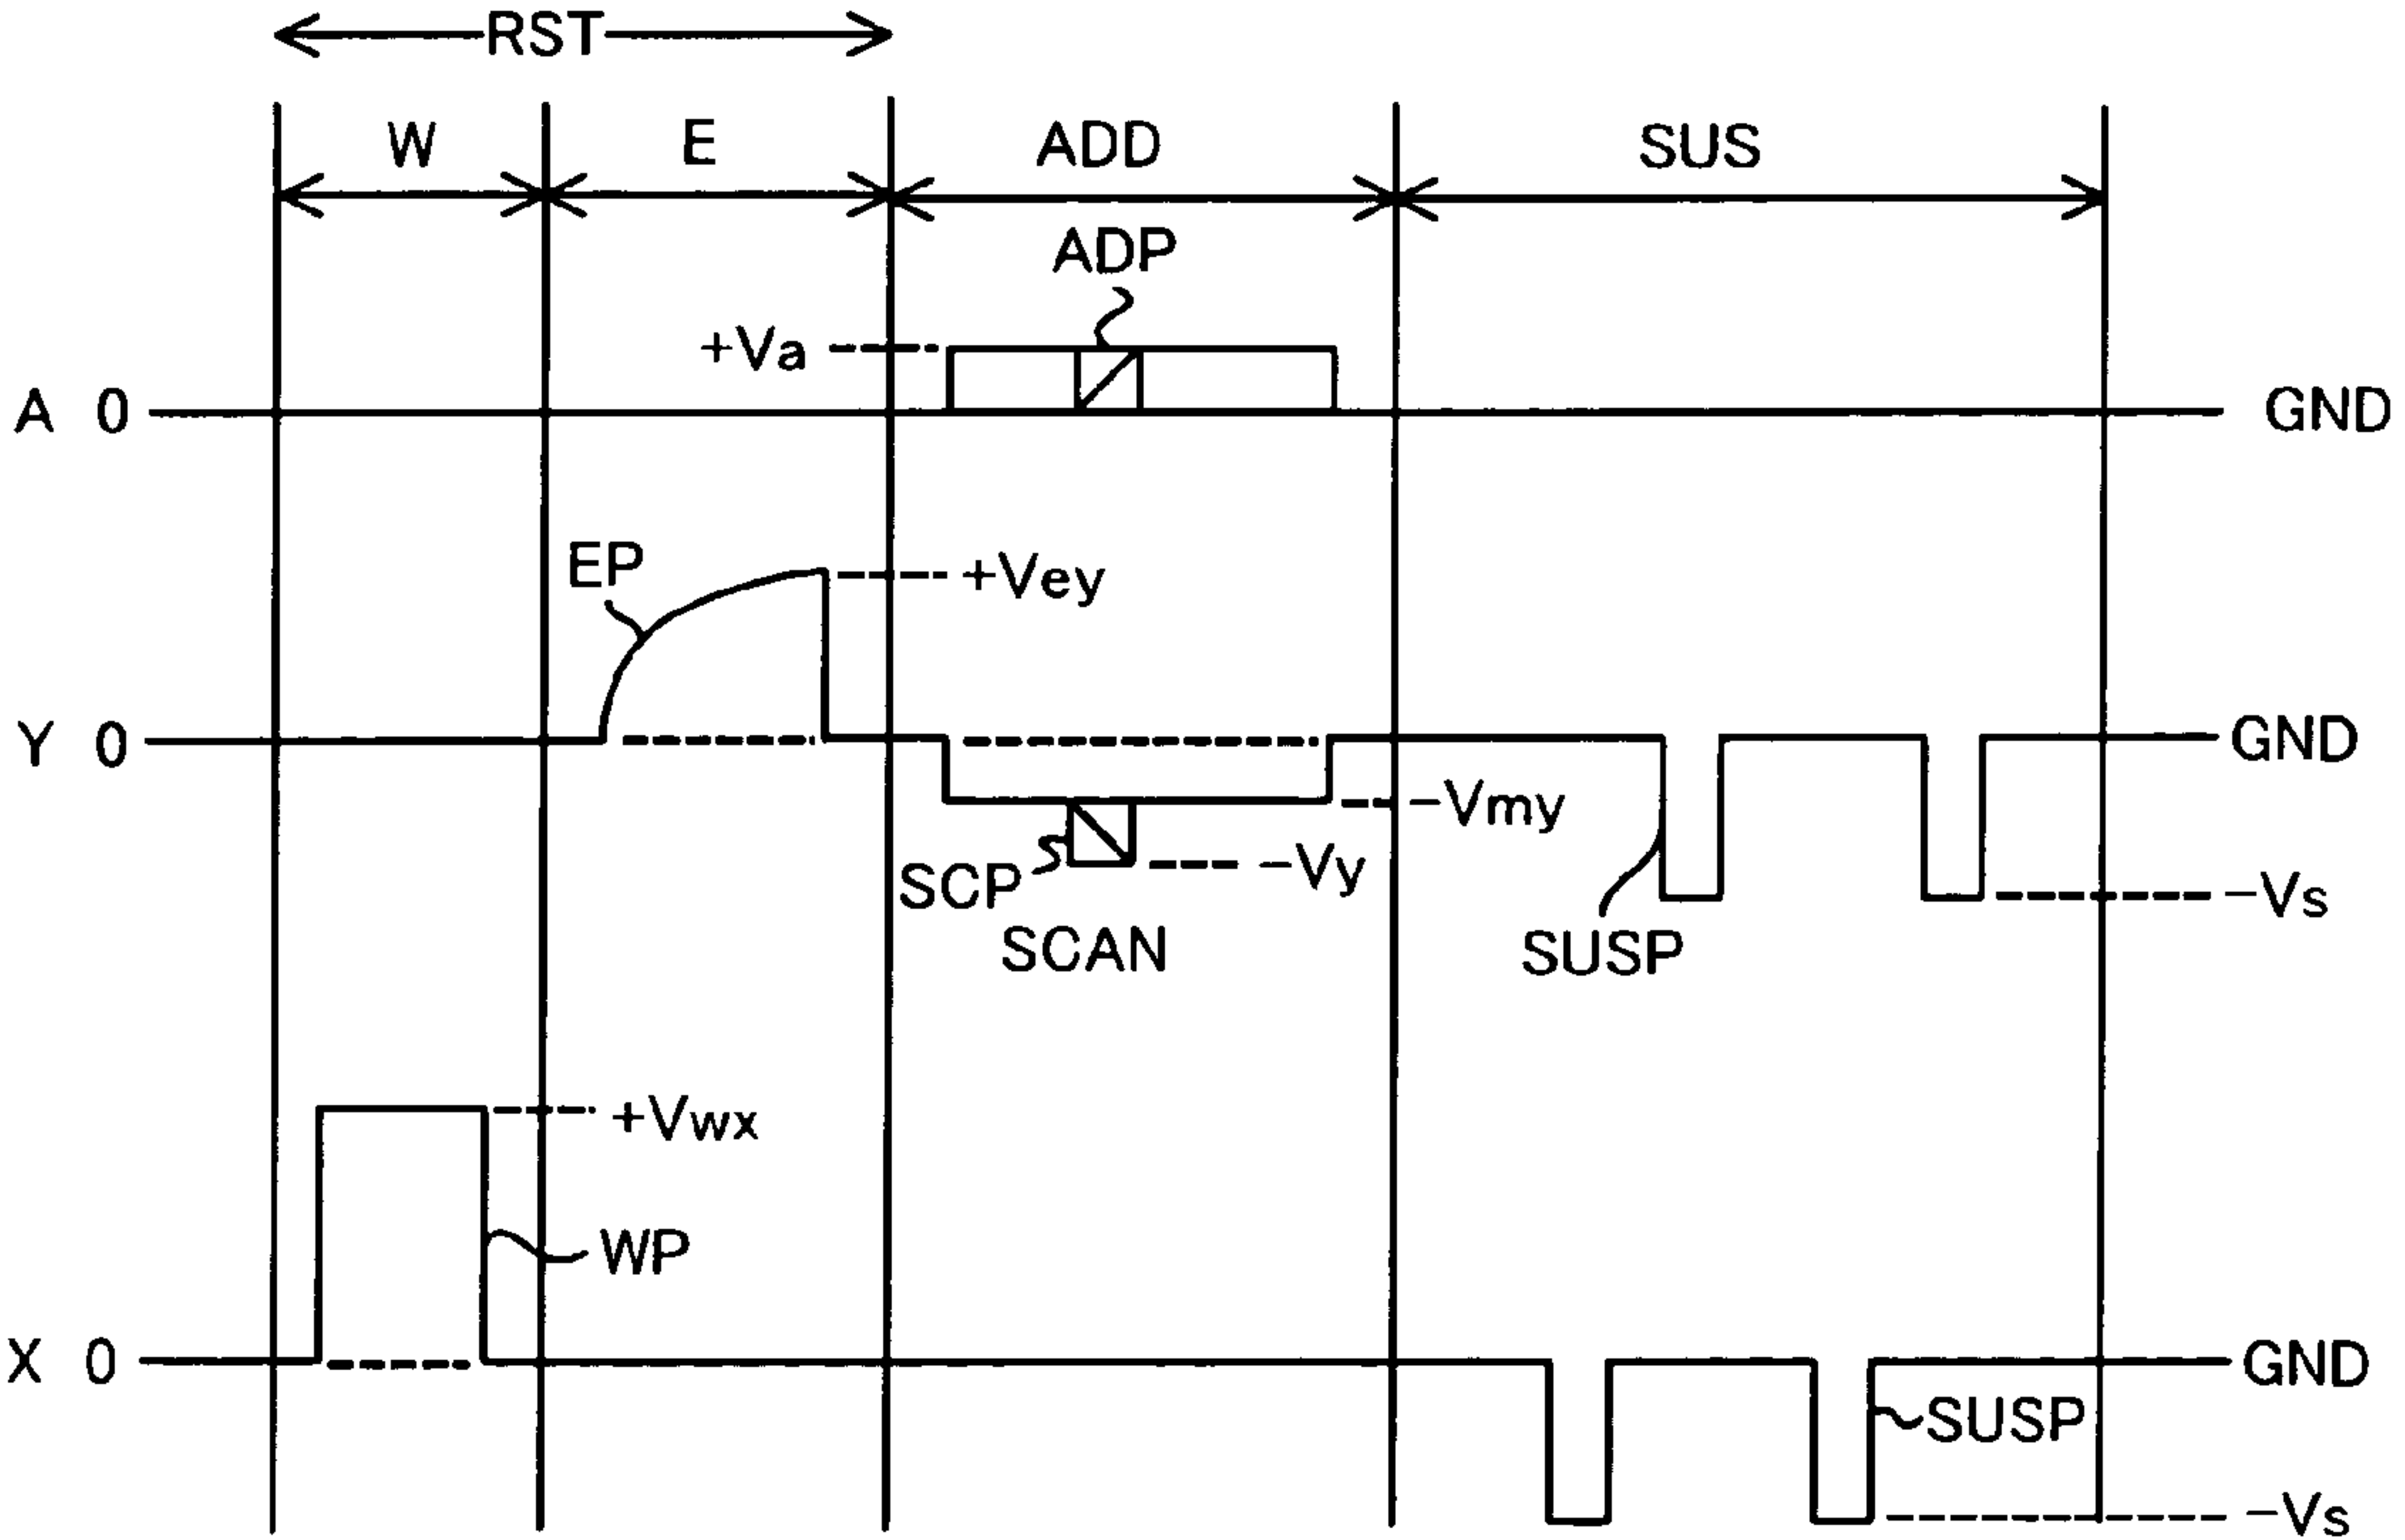 RST
W E ADD SUS
ADP
+Va
A 0 GND
EP +Vey
Y 0 GND
-Vmy
SCP -Vy -Vs
SCAN SUSP
+Vwx
WP
X 0 GND
SUSP
-Vs